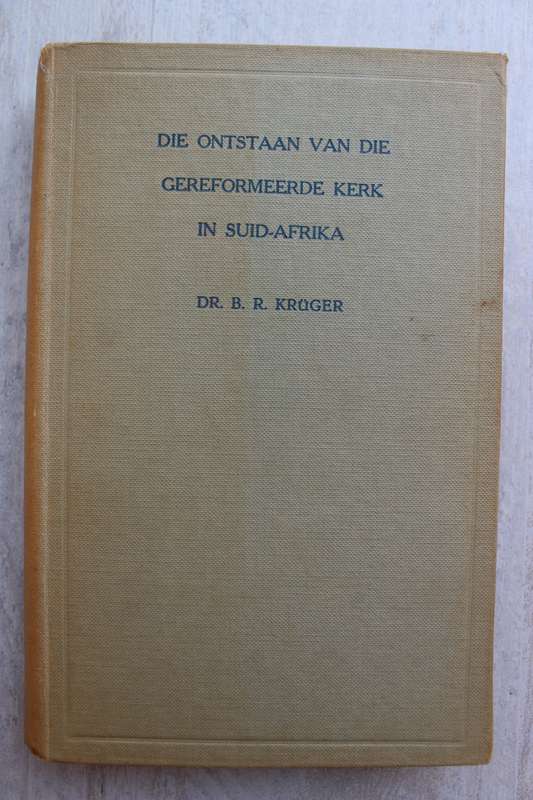 DIE ONTSTAAN VAN DIE
GEREFORMEERDE KERK
IN SUID-AFRIKA
DR. B. R. KRÜGER